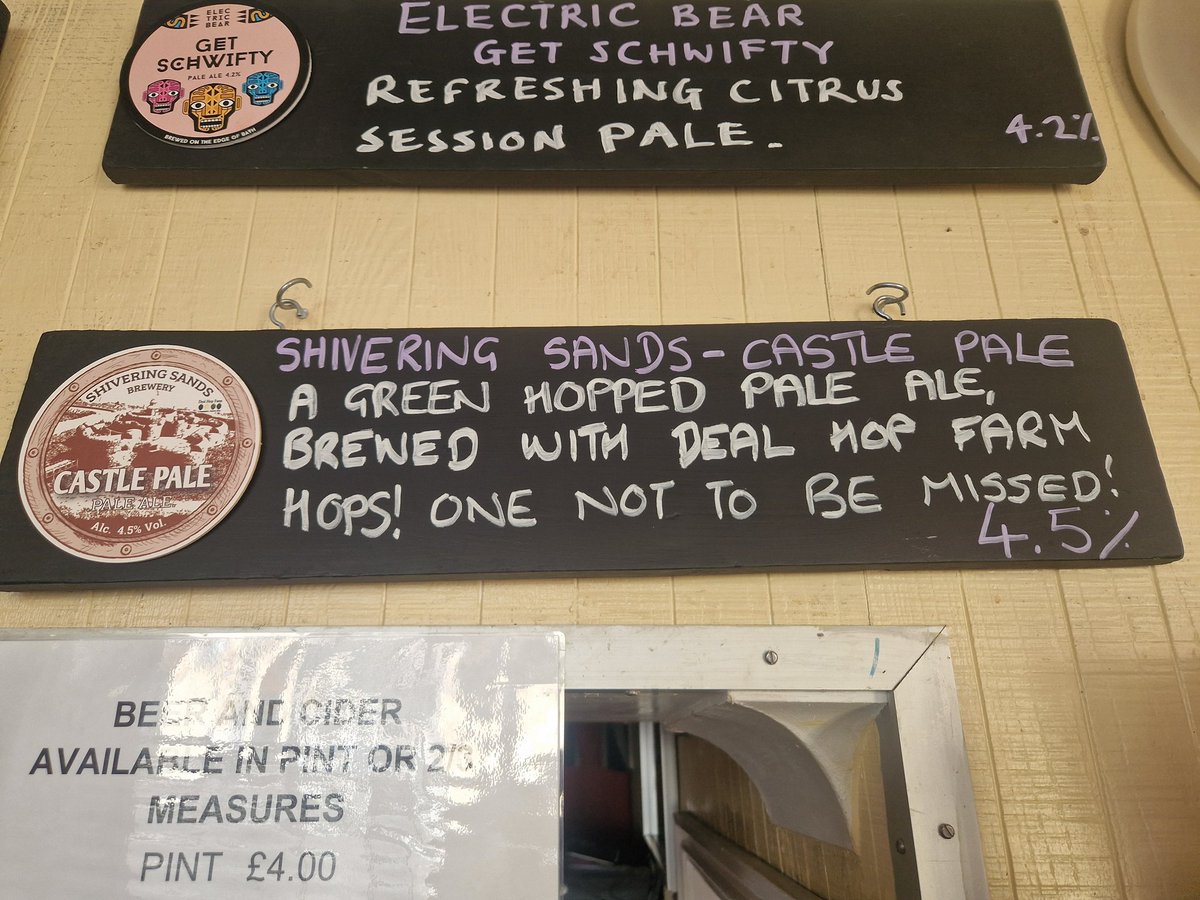 ELECTRIC BEAR
GET SCHWIFTY
REFRESHING CITRUS
SESSION PALE.
4.2%
ELEC
TRIC
BEAR
GET
SCHWIFTY
PALE ALE 4.2%
BREWED ON THE EDGE OF BATH
SHIVERING SANDS - CASTLE PALE
A GREEN HOPPED PALE ALE,
BREWED WITH DEAL HOP FARM
HOPS! ONE NOT TO BE MISSED!
4.5%
SHIVERING SANDS
BREWERY
CASTLE PALE
PALE ALE
Alc. 4.5% Vol.
BEER AND CIDER
AVAILABLE IN PINT OR 2/3
MEASURES
PINT £4.00